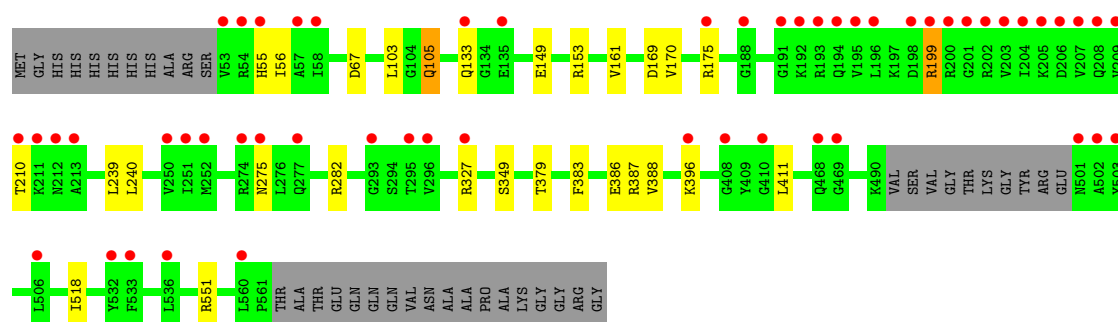 MET GLY HIS HIS HIS HIS HIS HIS ALA ARG SER V53 R54 H55 I56 A57 I58 D67 L103 G104 Q105 Q133 G134 E135 E149 R153 V161 D169 V170 R175 G188 G191 K192 R193 Q194 V195 L196 K197 D198 R199 R200 G201 R202 V203 I204 K205 D206 V207 Q208 V209
T210 K211 N212 A213 L239 L240 V250 I251 N252 R274 N275 L276 Q277 R282 G293 S294 T295 V296 R327 S349 T379 F383 E386 R387 V388 K396 G408 Y409 G410 L411 Q468 G469 K490 VAL SER VAL GLY THR LYS GLY TYR ARG GLU N501 A502
L506 I518 Y532 F533 L536 R551 L560 P561 THR ALA THR GLU GLN GLN GLN VAL ASN ALA ALA PRO ALA LYS GLY GLY ARG GLY